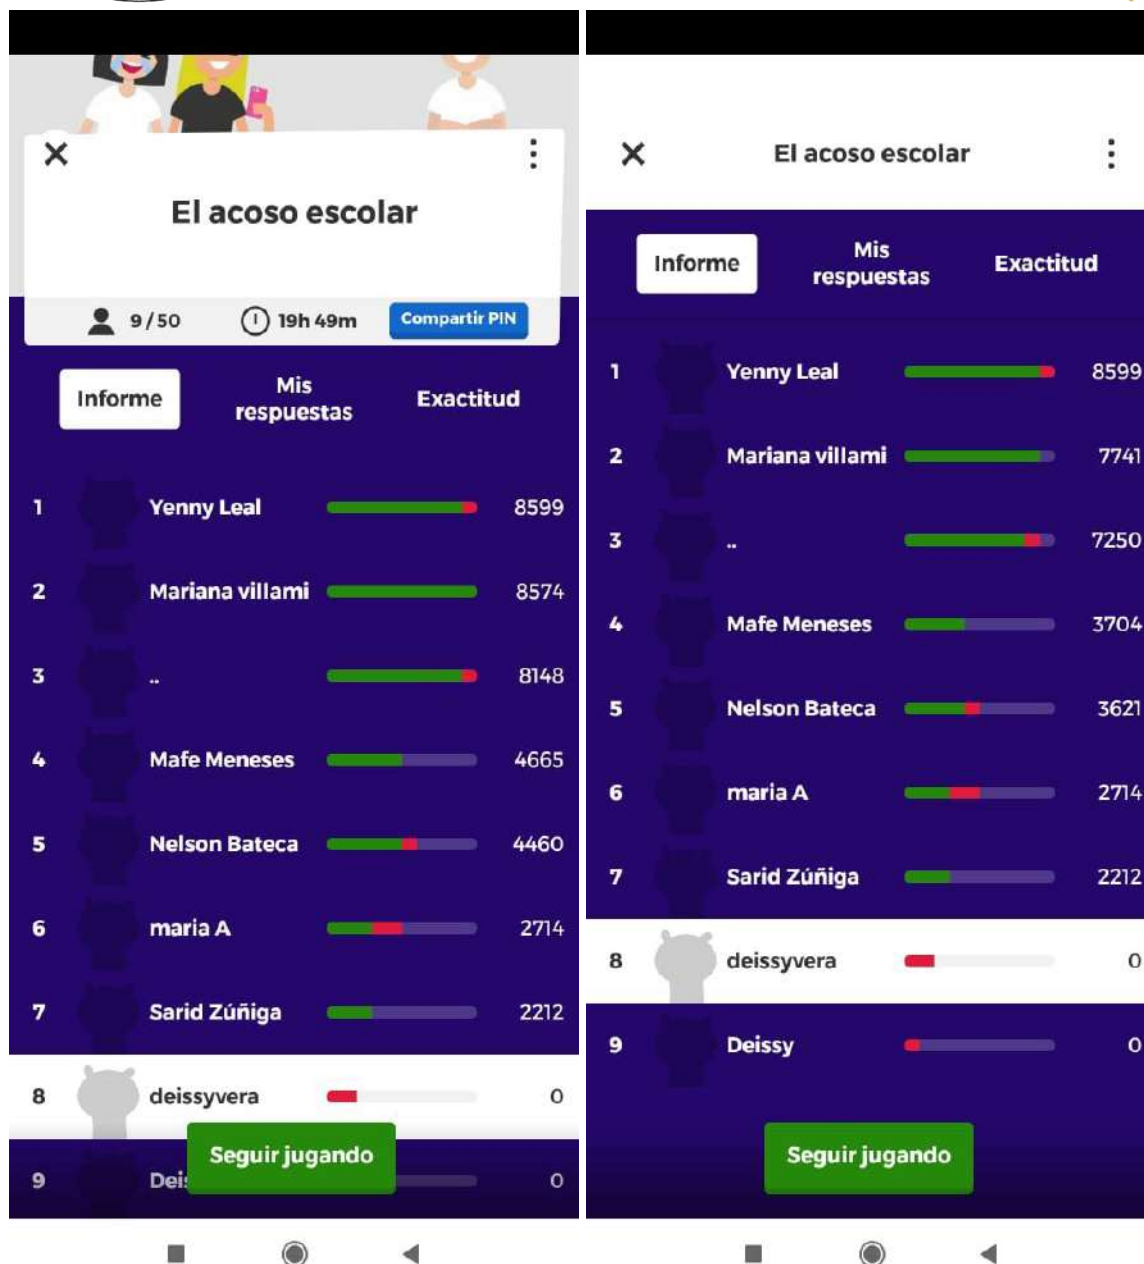 El acoso escolar
9/50 19h 49m Compartir PIN
Informe Mis respuestas Exactitud
1 Yenny Leal 8599
2 Mariana villami 8574
3 .. 8148
4 Mafe Meneses 4665
5 Nelson Bateca 4460
6 maria A 2714
7 Sarid Zúñiga 2212
8 deissyvera 0
Seguir jugando
9 0
El acoso escolar
Informe Mis respuestas Exactitud
1 Yenny Leal 8599
2 Mariana villami 7741
3 .. 7250
4 Mafe Meneses 3704
5 Nelson Bateca 3621
6 maria A 2714
7 Sarid Zúñiga 2212
8 deissyvera 0
9 Deissy 0
Seguir jugando